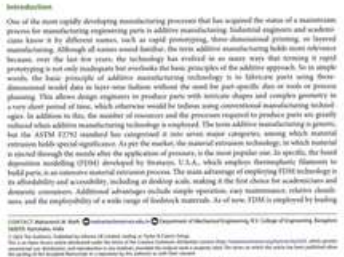 Introduction
One of the most rapidly developing manufacturing processes that has acquired the status of a mainstream
process for manufacturing engineering parts is additive manufacturing. Industrial engineers and academi-
cians know it by different names, such as rapid prototyping, three-dimensional printing, or layered
manufacturing. Although all names sound familiar, the term additive manufacturing holds more relevance
because, over the last few years, the technology has evolved in so many ways that terming it rapid
prototyping is not only inadequate but overlooks the basic principles of the additive approach. So in simple
words, the basic principle of additive manufacturing technology is to fabricate parts using three-
dimensional model data in layer-wise fashion without the need for part-specific dies or tools or process
planning. This allows design engineers to produce parts with intricate shapes and complex geometry in
a very short period of time, which otherwise would be tedious using conventional manufacturing technol-
ogies. In addition to this, the number of resources and the processes required to produce parts are greatly
reduced when additive manufacturing technology is employed. The term additive manufacturing is generic,
but the ASTM F2792 standard has categorised it into seven major categories, among which material
extrusion holds special significance. As per the market, the material extrusion technology, in which material
is ejected through the nozzle after the application of pressure, is the most popular one. In specific, the fused
deposition modelling (FDM) developed by Stratasys, U.S.A., which employs thermoplastic filaments to
build parts, is an extensive material extrusion process. The main advantage of employing FDM technology is
its affordability and accessibility, including as desktop scale, making it the first choice for academicians and
domestic consumers. Additional advantages include simple operation, easy maintenance, relative cleanli-
ness, and the employability of a wide range of feedstock materials. As of now, FDM is employed by leading
CONTACT Department of Mechanical Engineering, R.V. College of Engineering, Bangalore
Karnataka, India